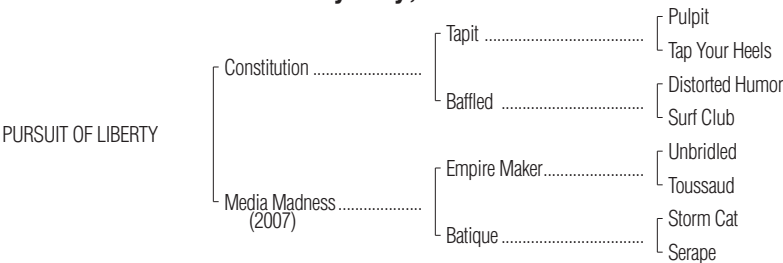 Pulpit
Tapit ........................................
Tap Your Heels
Constitution ...........................
Distorted Humor
Baffled ....................................
Surf Club
PURSUIT OF LIBERTY
Unbridled
Empire Maker.........................
Toussaud
Media Madness.....................
(2007)
Storm Cat
Batique ....................................
Serape